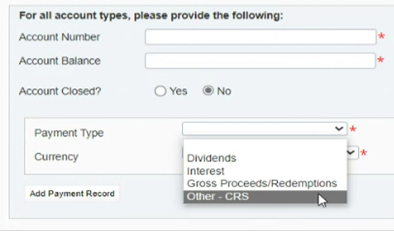 For all account types, please provide the following:
Account Number *
Account Balance *
Account Closed? Yes No
Payment Type *
Currency *
Dividends
Interest
Gross Proceeds/Redemptions
Other - CRS
Add Payment Record